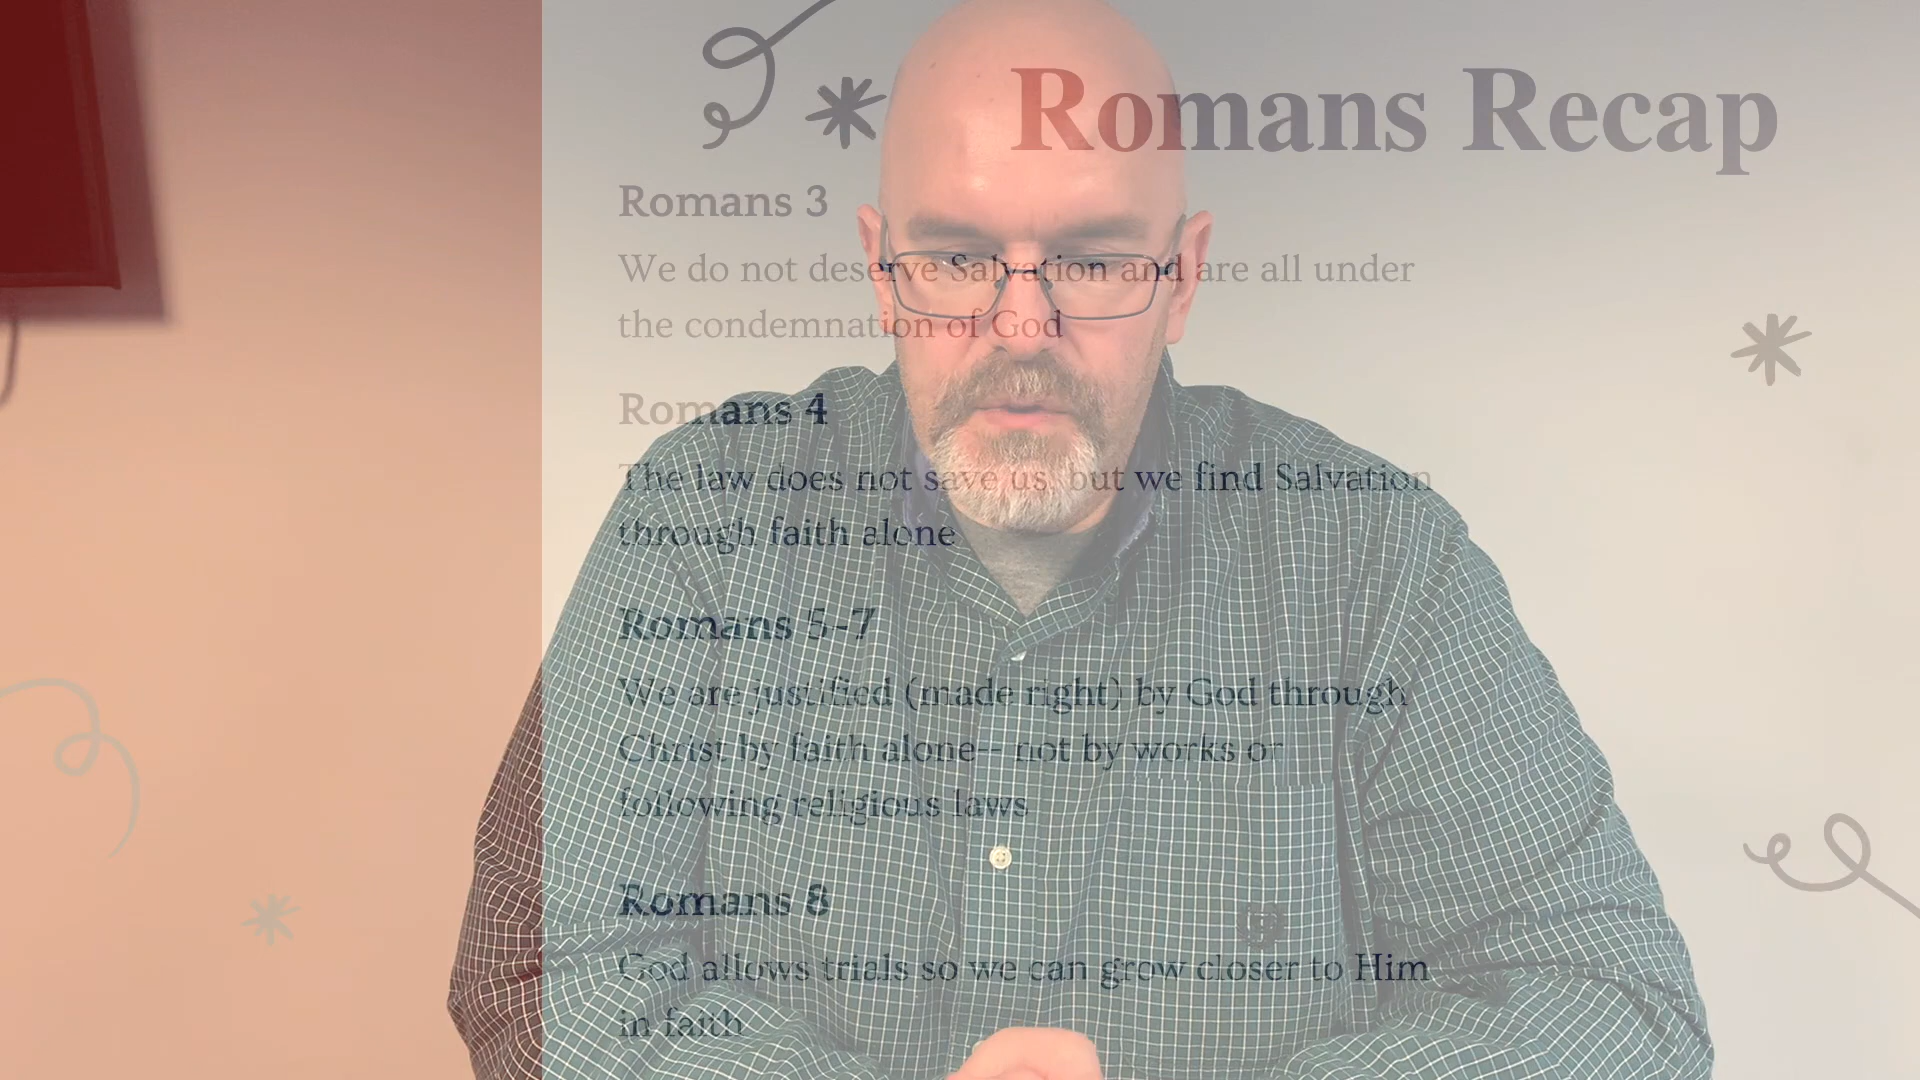 Romans Recap
Romans 3
We do not deserve Salvation and are all under
the condemnation of God
Romans 4
The law does not save us, but we find Salvation
through faith alone
Romans 5-7
We are justified (made right) by God through
Christ by faith alone-- not by works or
following religious laws
Romans 8
God allows trials so we can grow closer to Him
in faith